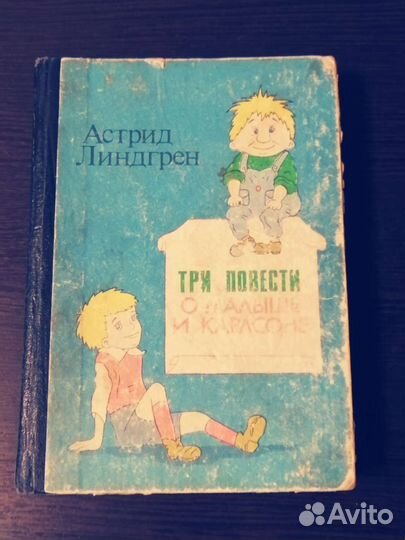 Астрид
Линдгрен
ТРИ ПОВЕСТИ
О МАЛЫШЕ
И КАРЛСОНЕ
Avito